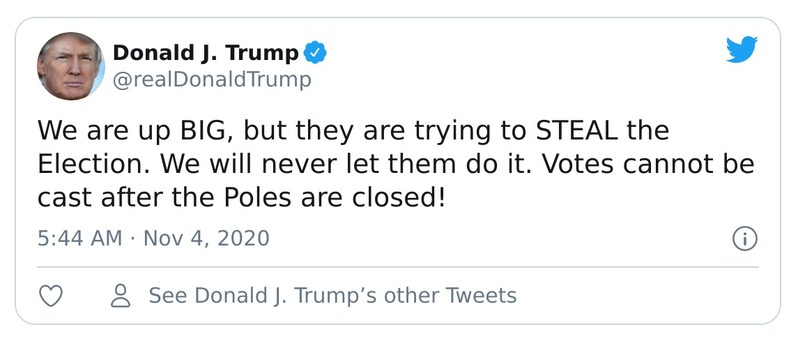 Donald J. Trump
@realDonaldTrump
We are up BIG, but they are trying to STEAL the
Election. We will never let them do it. Votes cannot be
cast after the Poles are closed!
5:44 AM · Nov 4, 2020
See Donald J. Trump’s other Tweets